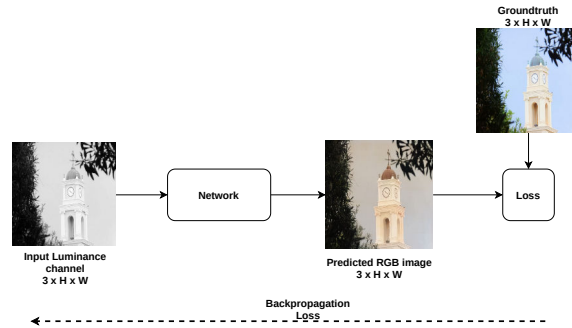 Groundtruth
3 x H x W
Network
Loss
Input Luminance
channel
3 x H x W
Predicted RGB image
3 x H x W
Backpropagation
Loss